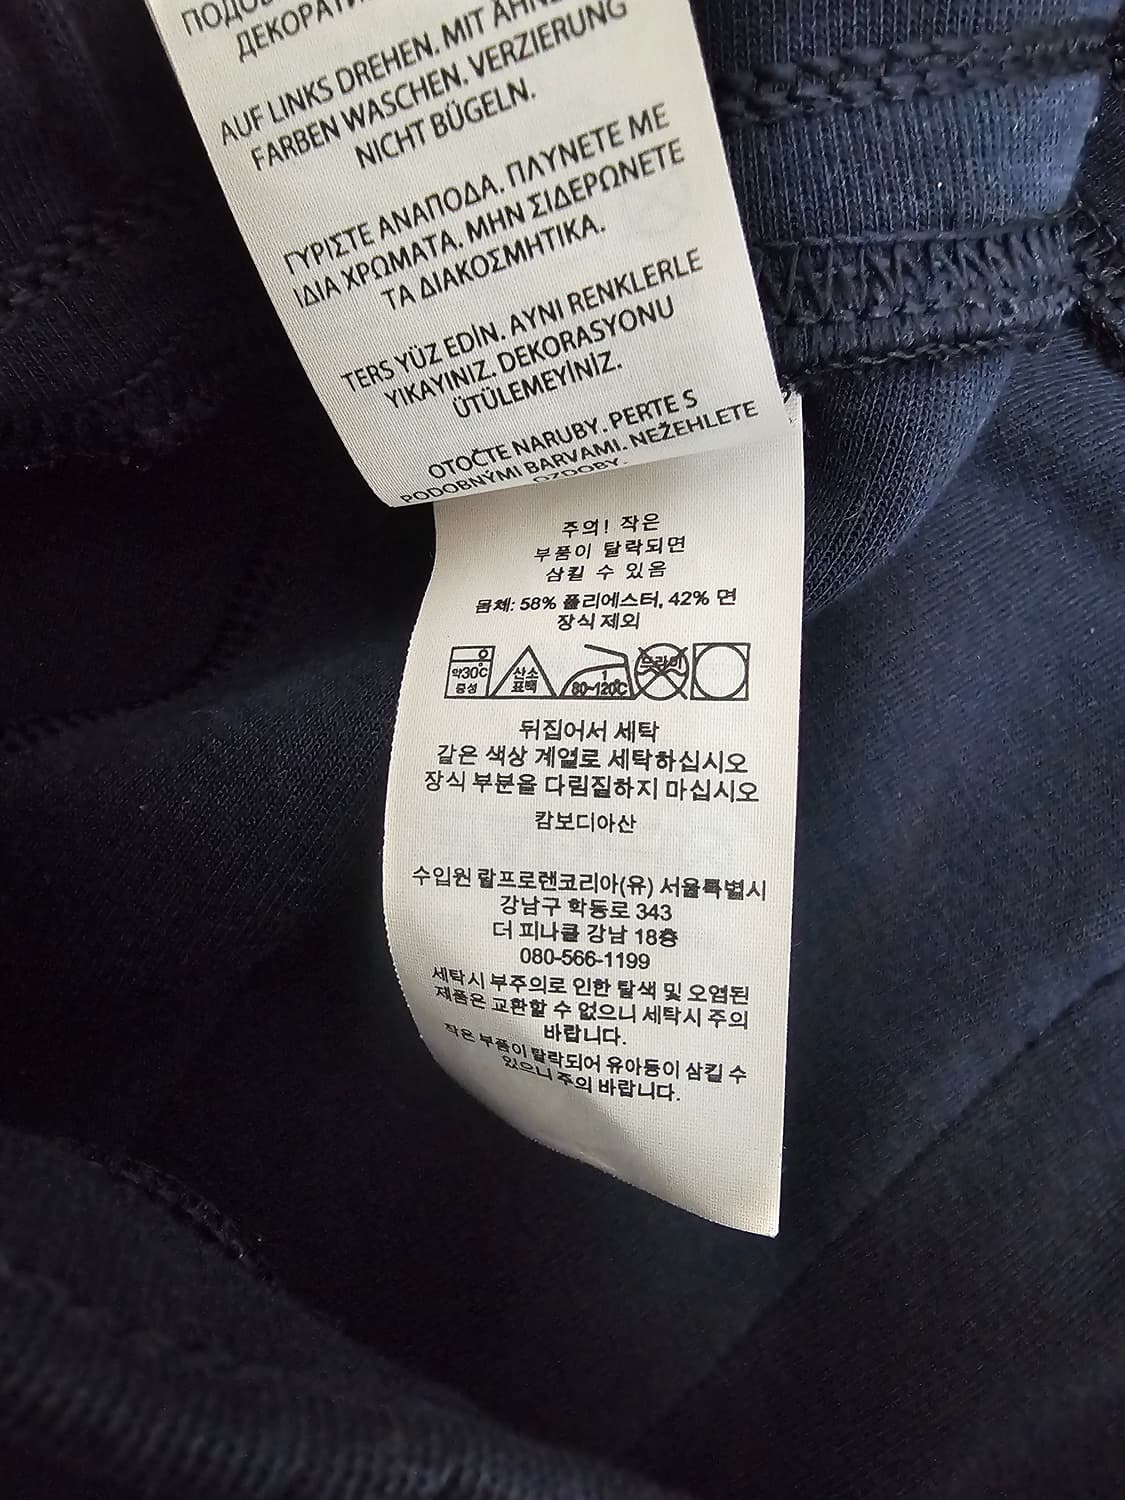 ДЕКОРАТИ
AUF LINKS DREHEN. MIT ÄHNL
FARBEN WASCHEN. VERZIERUNG
NICHT BÜGELN.
ΓΥΡΙΣΤΕ ΑΝΑΠΟΔΑ. ΠΛΥΝΕΤΕ ΜΕ
ΙΔΙΑ ΧΡΩΜΑΤΑ. ΜΗΝ ΣΙΔΕΡΩΝΕΤΕ
ΤΑ ΔΙΑΚΟΣΜΗΤΙΚΑ.
TERS YÜZ EDİN. AYNI RENKLERLE
YIKAYINIZ. DEKORASYONU
ÜTÜLEMEYİNİZ.
OTOČTE NARUBY. PERTE S
PODOBNÝMI BARVAMI. NEŽEHLETE
OZDOBY.
주의! 작은
부품이 탈락되면
삼킬 수 있음
몸체: 58% 폴리에스터, 42% 면
장식 제외
약30°C
중성
산소
표백
1
80~120°C
드라이
뒤집어서 세탁
같은 색상 계열로 세탁하십시오
장식 부분을 다림질하지 마십시오
캄보디아산
수입원 랄프로렌코리아(유) 서울특별시
강남구 학동로 343
더 피나클 강남 18층
080-566-1199
세탁시 부주의로 인한 탈색 및 오염된
제품은 교환할 수 없으니 세탁시 주의
바랍니다.
작은 부품이 탈락되어 유아등이 삼킬 수
있으니 주의 바랍니다.